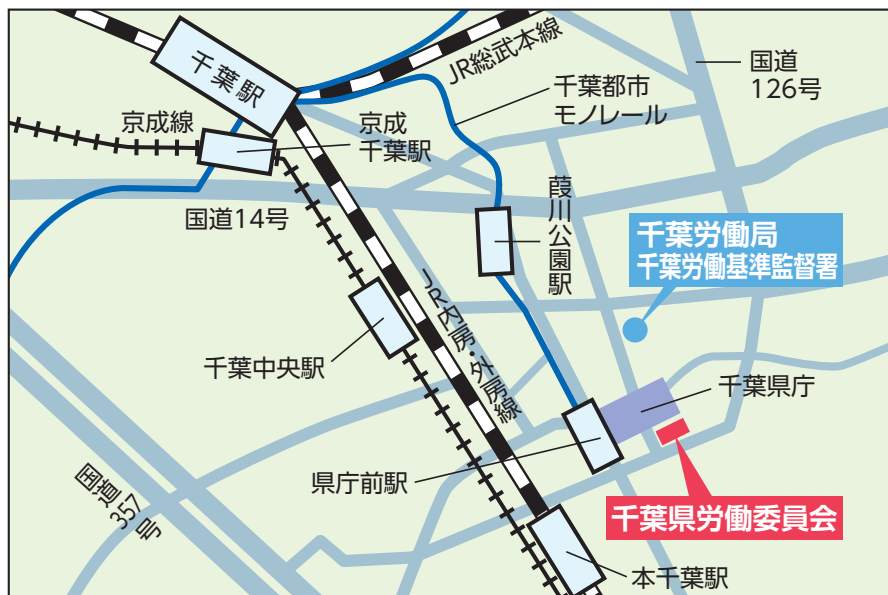 千葉駅
JR総武本線
国道
126号
千葉都市
モノレール
京成線
京成
千葉駅
国道14号
葭川公園駅
千葉労働局
千葉労働基準監督署
JR内房・外房線
千葉中央駅
千葉県庁
県庁前駅
国道357号
千葉県労働委員会
本千葉駅